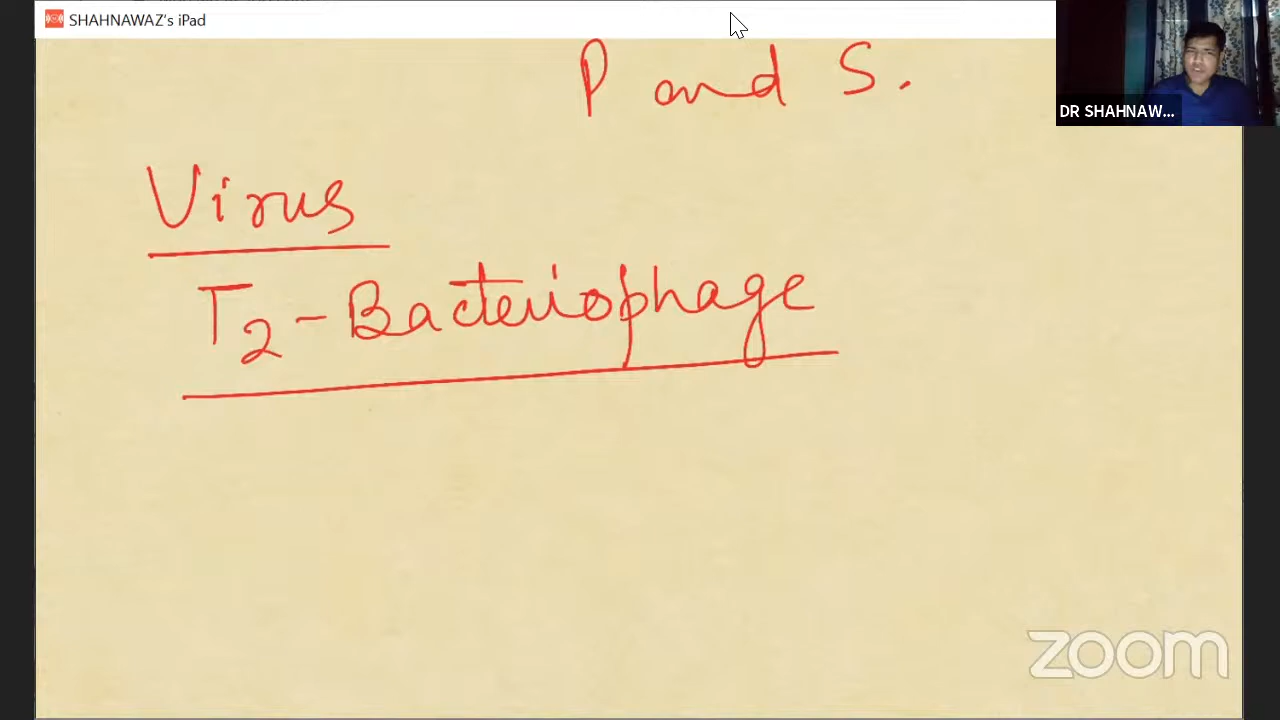 SHAHNAWAZ's iPad
P and S.
DR SHAHNAW...
Virus
T2-Bacteriophage
zoom